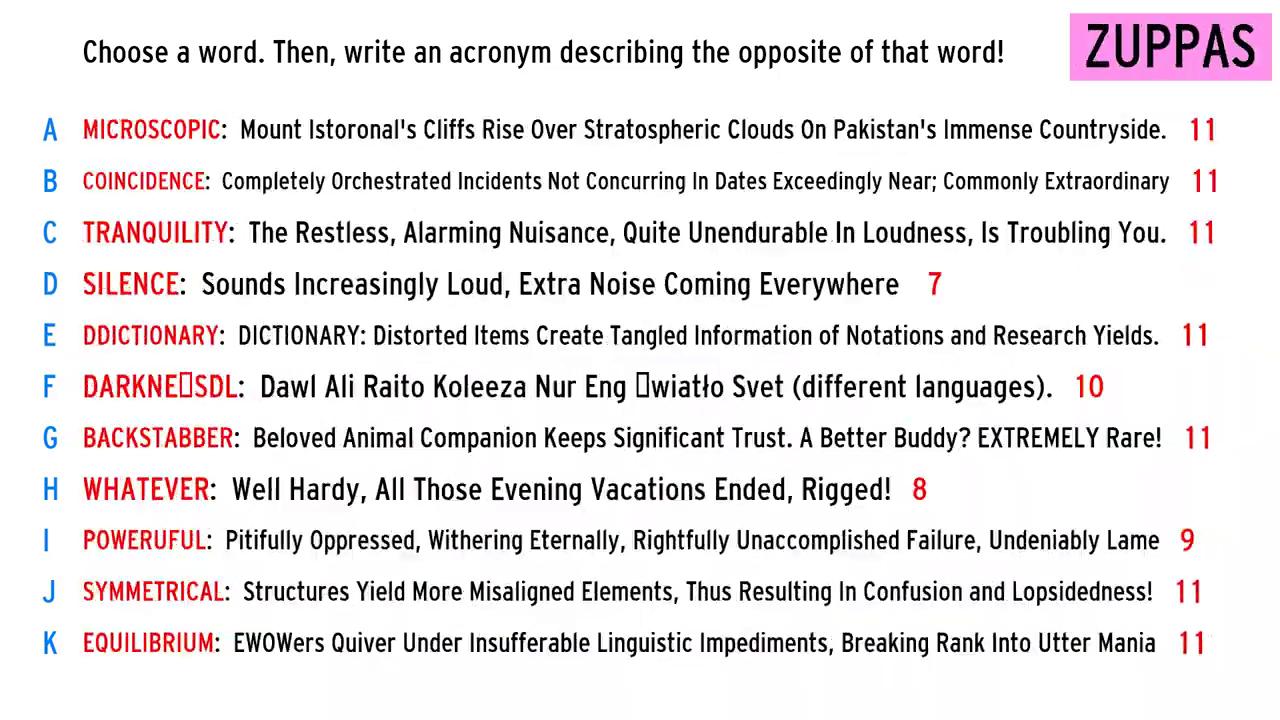 Choose a word. Then, write an acronym describing the opposite of that word!
ZUPPAS
A MICROSCOPIC: Mount Istoronal's Cliffs Rise Over Stratospheric Clouds On Pakistan's Immense Countryside. 11
B COINCIDENCE: Completely Orchestrated Incidents Not Concurring In Dates Exceedingly Near; Commonly Extraordinary 11
C TRANQUILITY: The Restless, Alarming Nuisance, Quite Unendurable In Loudness, Is Troubling You. 11
D SILENCE: Sounds Increasingly Loud, Extra Noise Coming Everywhere 7
E DDICTIONARY: DICTIONARY: Distorted Items Create Tangled Information of Notations and Research Yields. 11
F DARKNE▯SDL: Dawl Ali Raito Koleeza Nur Eng ▯wiatło Svet (different languages). 10
G BACKSTABBER: Beloved Animal Companion Keeps Significant Trust. A Better Buddy? EXTREMELY Rare! 11
H WHATEVER: Well Hardy, All Those Evening Vacations Ended, Rigged! 8
I POWERUFUL: Pitifully Oppressed, Withering Eternally, Rightfully Unaccomplished Failure, Undeniably Lame 9
J SYMMETRICAL: Structures Yield More Misaligned Elements, Thus Resulting In Confusion and Lopsidedness! 11
K EQUILIBRIUM: EWOWers Quiver Under Insufferable Linguistic Impediments, Breaking Rank Into Utter Mania 11